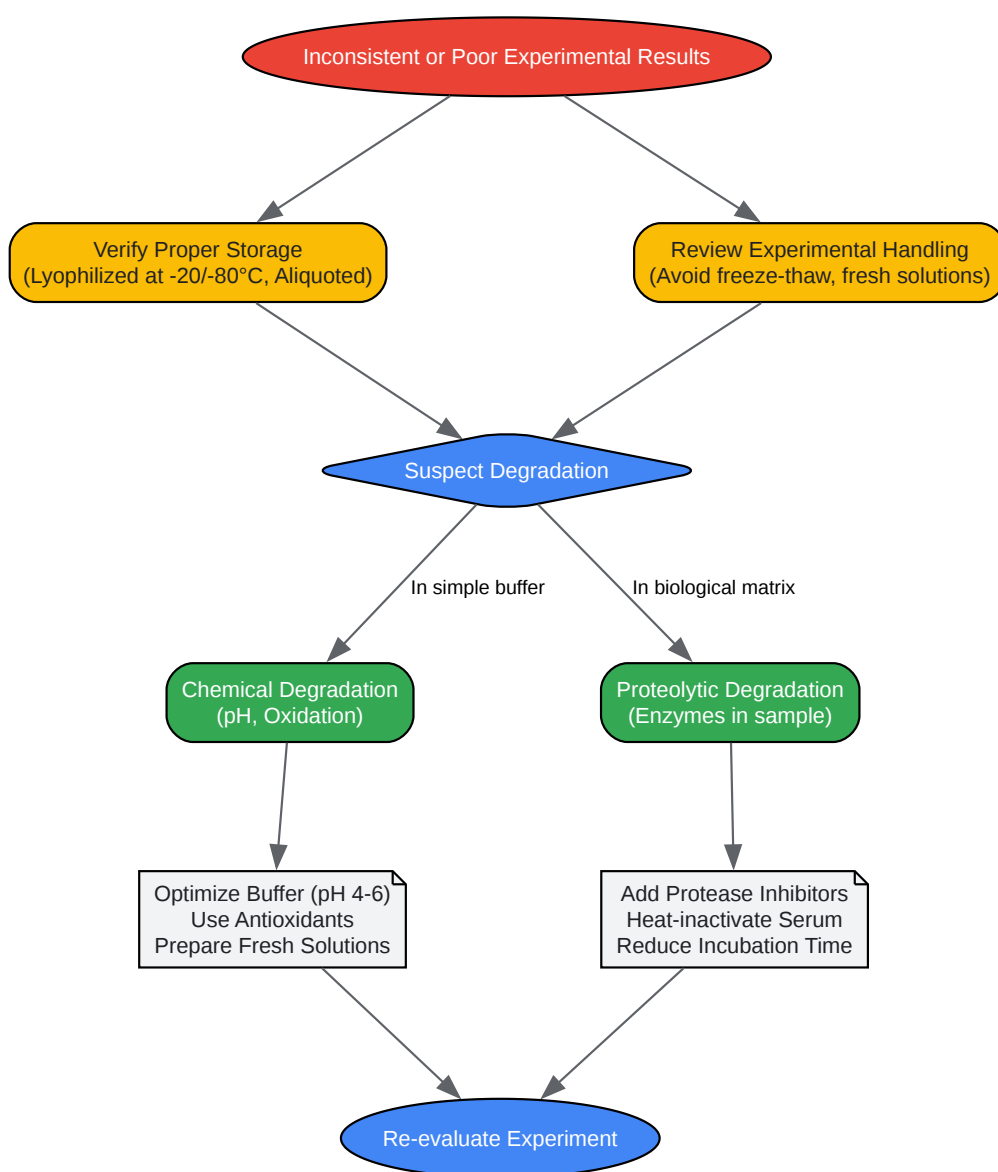 Inconsistent or Poor Experimental Results
Verify Proper Storage
(Lyophilized at -20/-80°C, Aliquoted)
Review Experimental Handling
(Avoid freeze-thaw, fresh solutions)
Suspect Degradation
In simple buffer
In biological matrix
Chemical Degradation
(pH, Oxidation)
Proteolytic Degradation
(Enzymes in sample)
Optimize Buffer (pH 4-6)
Use Antioxidants
Prepare Fresh Solutions
Add Protease Inhibitors
Heat-inactivate Serum
Reduce Incubation Time
Re-evaluate Experiment